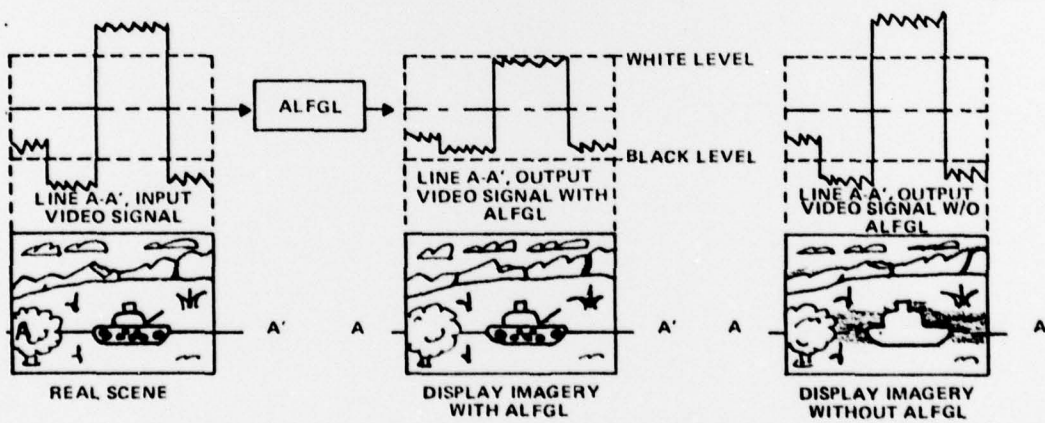 ALFGL
WHITE LEVEL
BLACK LEVEL
LINE A-A', INPUT
VIDEO SIGNAL
LINE A-A', OUTPUT
VIDEO SIGNAL WITH
ALFGL
LINE A-A', OUTPUT
VIDEO SIGNAL W/O
ALFGL
A
A'
A
A'
A
A
REAL SCENE
DISPLAY IMAGERY
WITH ALFGL
DISPLAY IMAGERY
WITHOUT ALFGL